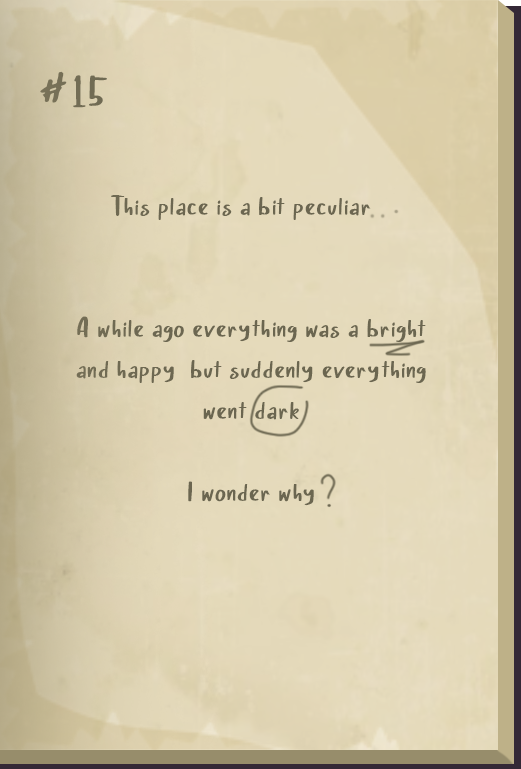 #15
This place is a bit peculiar...
A while ago everything was a bright
and happy but suddenly everything
went dark
I wonder why?